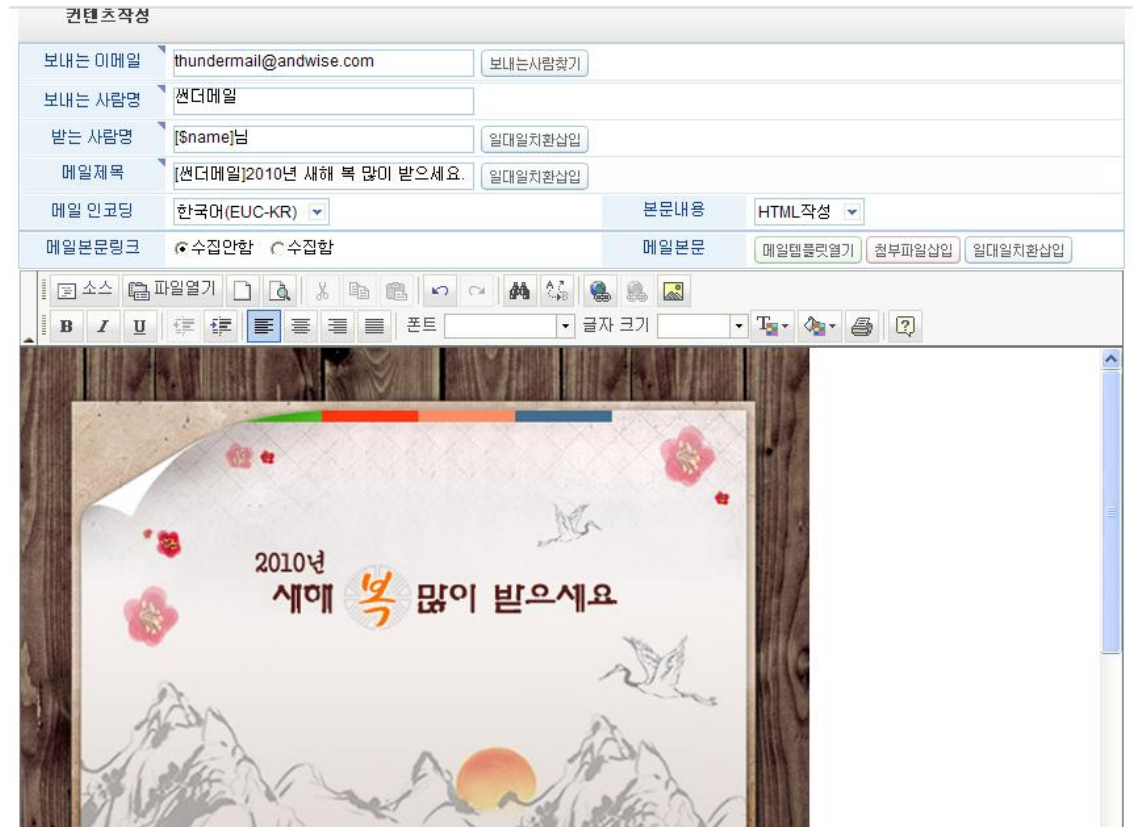 컨텐츠작성
보내는 이메일 thundermail@andwise.com 보내는사람찾기
보내는 사람명 썬더메일
받는 사람명 [$name]님 일대일치환삽입
메일제목 [썬더메일]2010년 새해 복 많이 받으세요. 일대일치환삽입
메일 인코딩 한국어(EUC-KR) 본문내용 HTML작성
메일본문링크 수집안함 수집함 메일본문 메일템플릿열기 첨부파일삽입 일대일치환삽입
소스 파일열기
B I U 폰트 글자 크기
2010년
새해 복 많이 받으세요